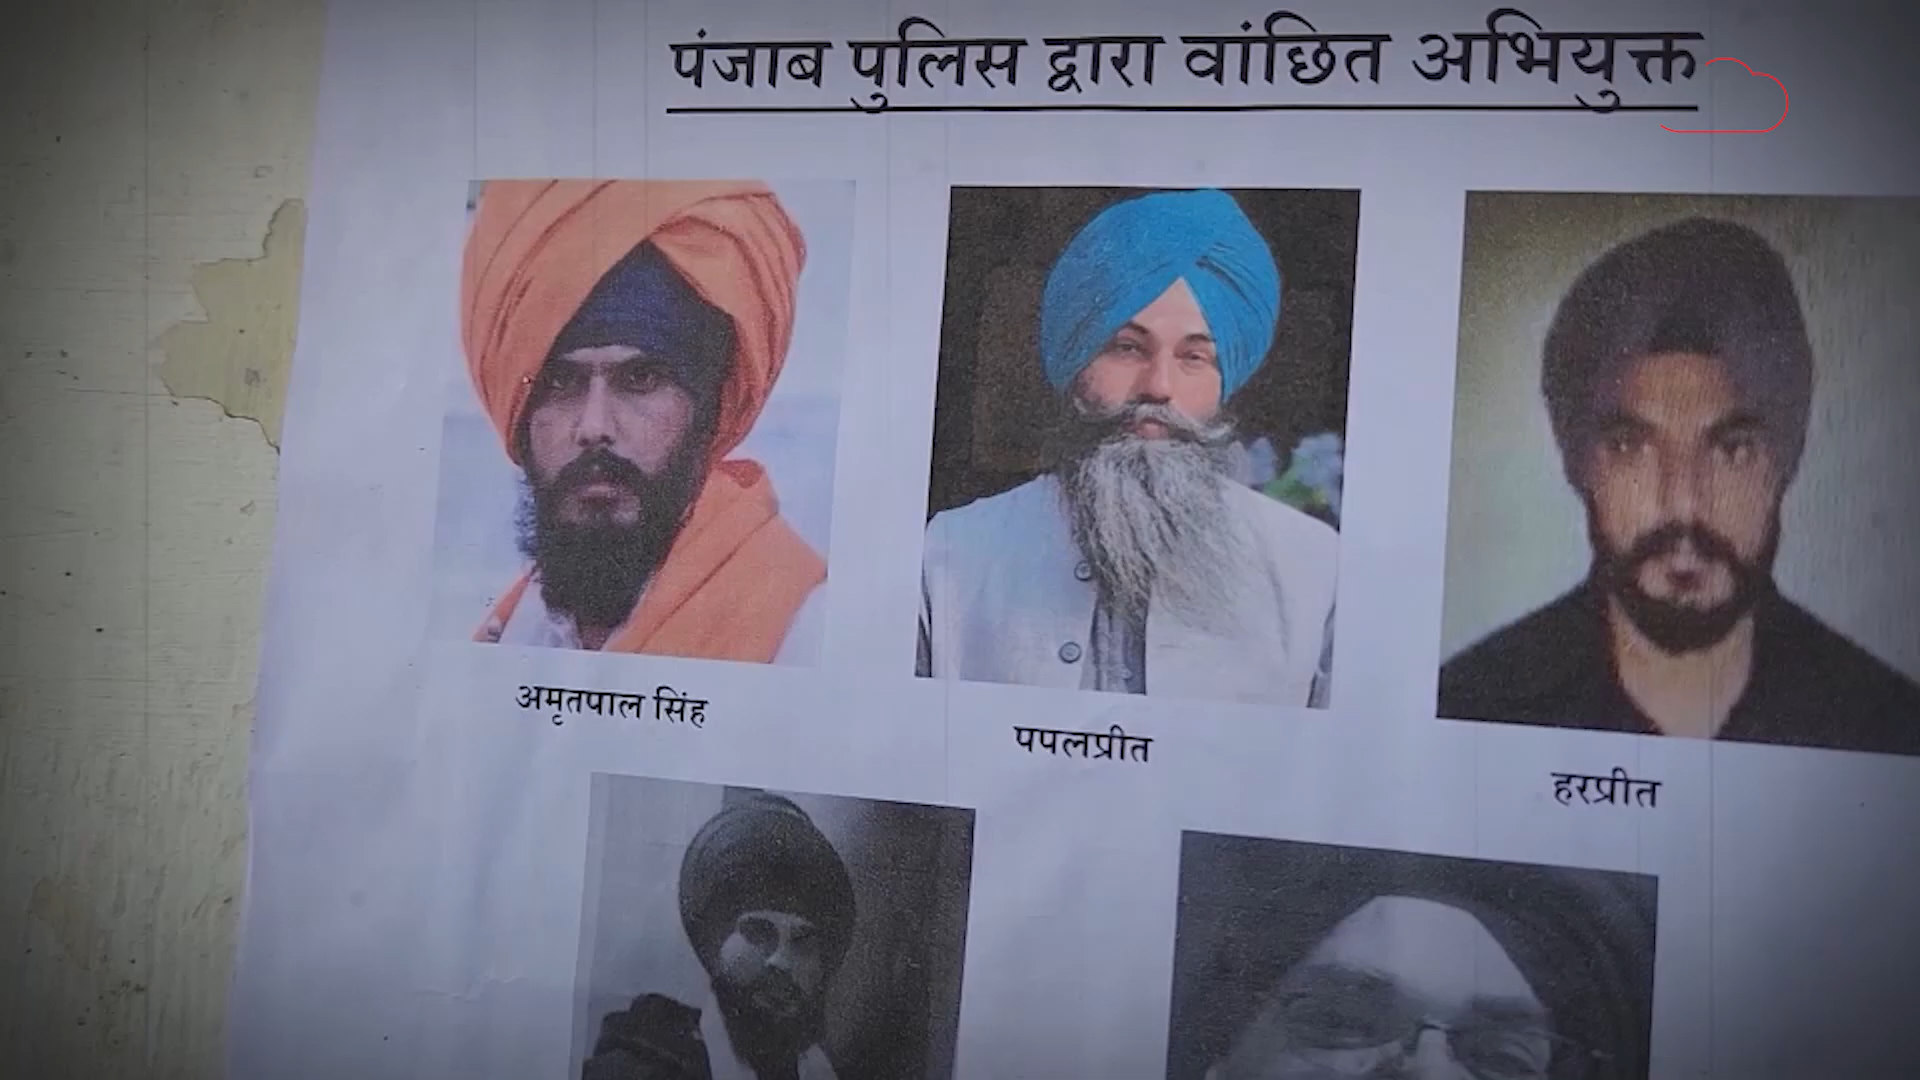 पंजाब पुलिस द्वारा वांछित अभियुक्त
अमृतपाल सिंह
पपलप्रीत
हरप्रीत